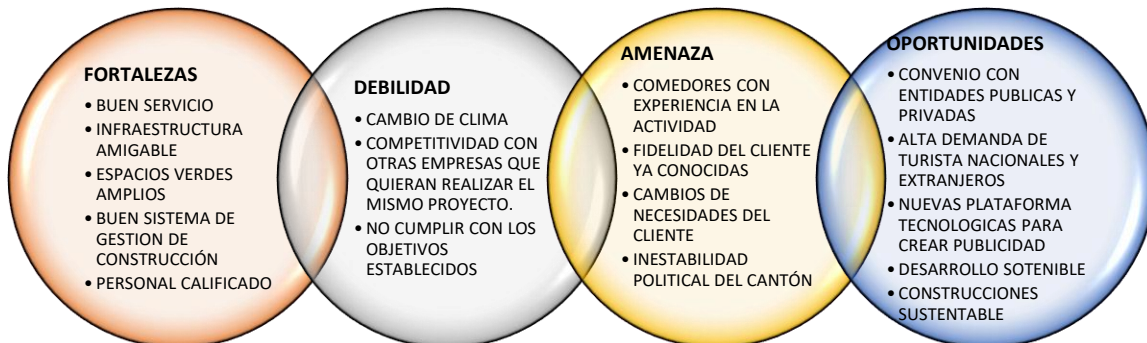 FORTALEZAS
• BUEN SERVICIO
• INFRAESTRUCTURA
AMIGABLE
• ESPACIOS VERDES
AMPLIOS
• BUEN SISTEMA DE
GESTION DE
CONSTRUCCIÓN
• PERSONAL CALIFICADO
DEBILIDAD
• CAMBIO DE CLIMA
• COMPETITIVIDAD CON
OTRAS EMPRESAS QUE
QUIERAN REALIZAR EL
MISMO PROYECTO.
• NO CUMPLIR CON LOS
OBJETIVOS
ESTABLECIDOS
AMENAZA
• COMEDORES CON
EXPERIENCIA EN LA
ACTIVIDAD
• FIDELIDAD DEL CLIENTE
YA CONOCIDAS
• CAMBIOS DE
NECESIDADES DEL
CLIENTE
• INESTABILIDAD
POLITICAL DEL CANTÓN
OPORTUNIDADES
• CONVENIO CON
ENTIDADES PUBLICAS Y
PRIVADAS
• ALTA DEMANDA DE
TURISTA NACIONALES Y
EXTRANJEROS
• NUEVAS PLATAFORMA
TECNOLOGICAS PARA
CREAR PUBLICIDAD
• DESARROLLO SOTENIBLE
• CONSTRUCCIONES
SUSTENTABLE